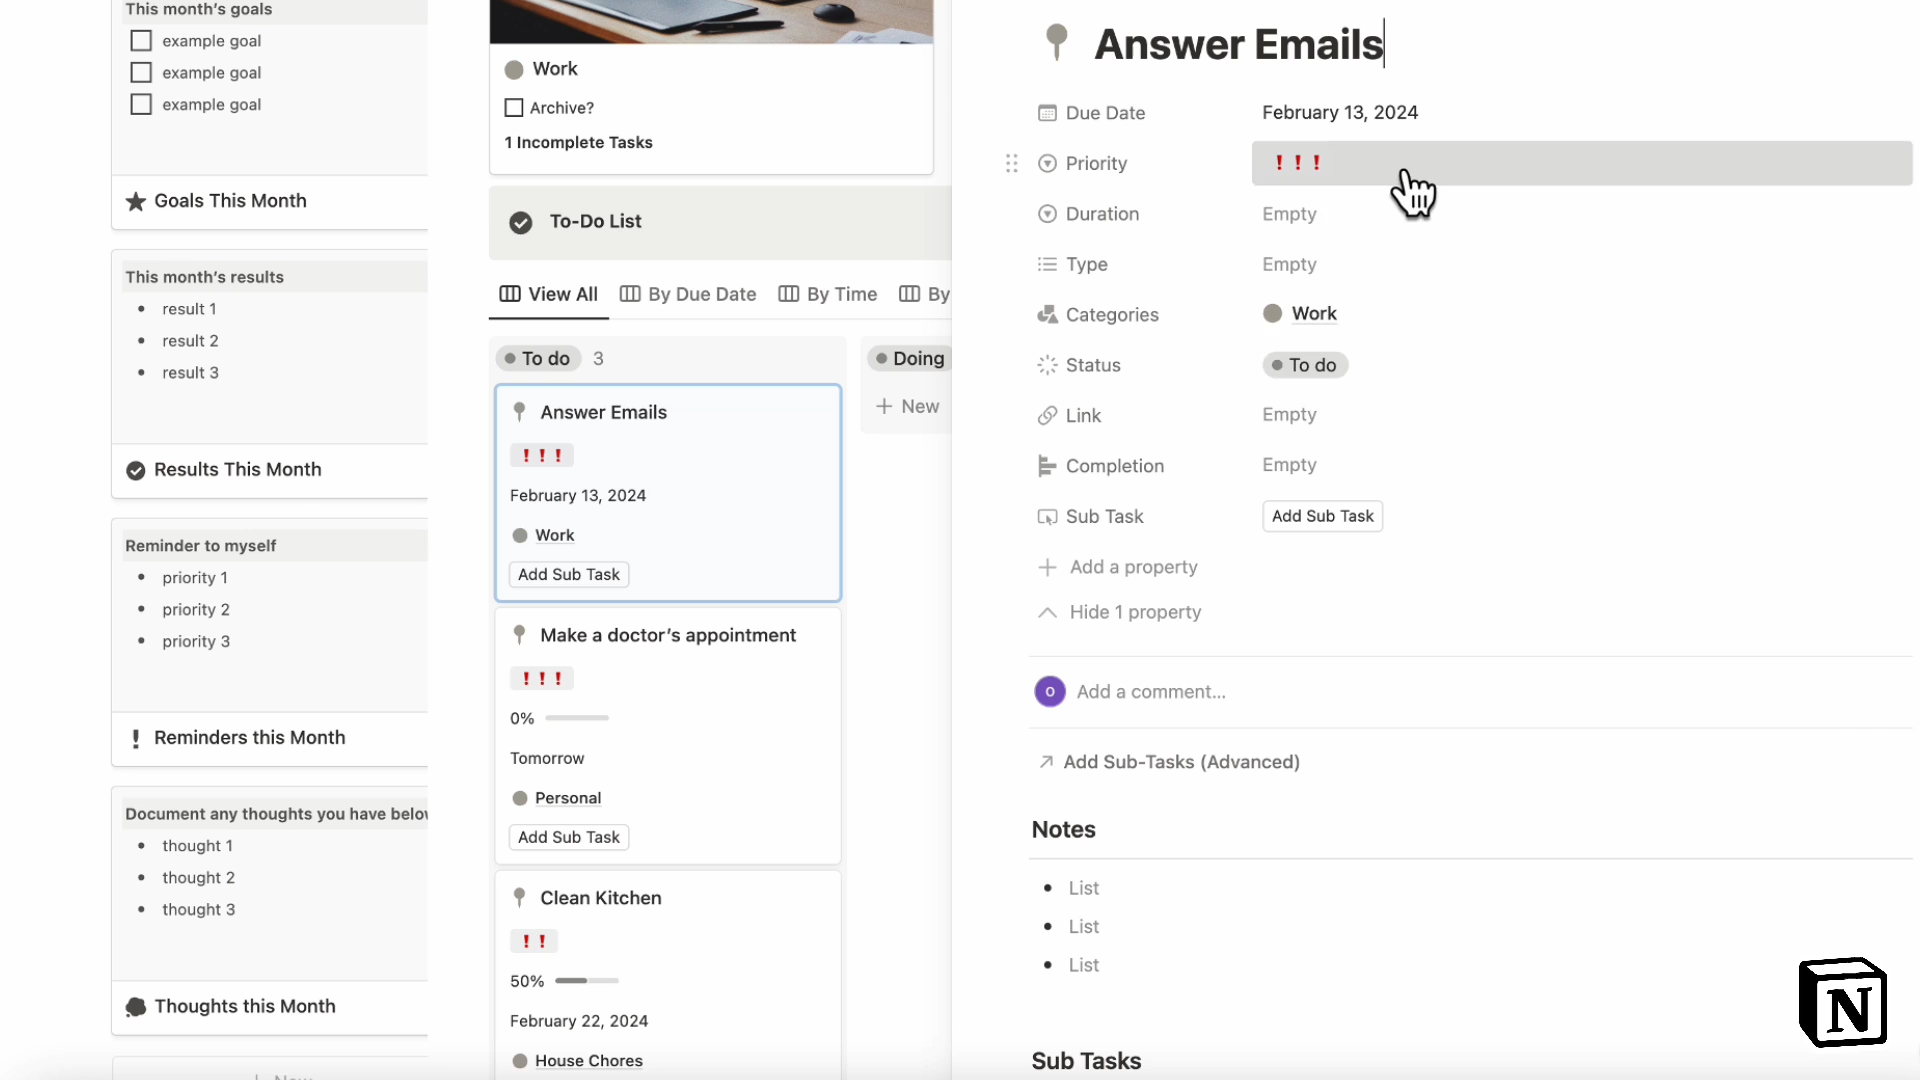 This month's goals
example goal
example goal
example goal
Goals This Month
This month's results
result 1
result 2
result 3
Results This Month
Reminder to myself
priority 1
priority 2
priority 3
Reminders this Month
Document any thoughts you have below
thought 1
thought 2
thought 3
Thoughts this Month
Work
Archive?
1 Incomplete Tasks
To-Do List
View All By Due Date By Time By
To do 3
Answer Emails
! ! !
February 13, 2024
Work
Add Sub Task
Make a doctor's appointment
! ! !
0%
Tomorrow
Personal
Add Sub Task
Clean Kitchen
! !
50%
February 22, 2024
House Chores
Doing
+ New
Answer Emails
Due Date February 13, 2024
Priority ! ! !
Duration Empty
Type Empty
Categories Work
Status To do
Link Empty
Completion Empty
Sub Task Add Sub Task
+ Add a property
Hide 1 property
O Add a comment...
Add Sub-Tasks (Advanced)
Notes
List
List
List
Sub Tasks
N